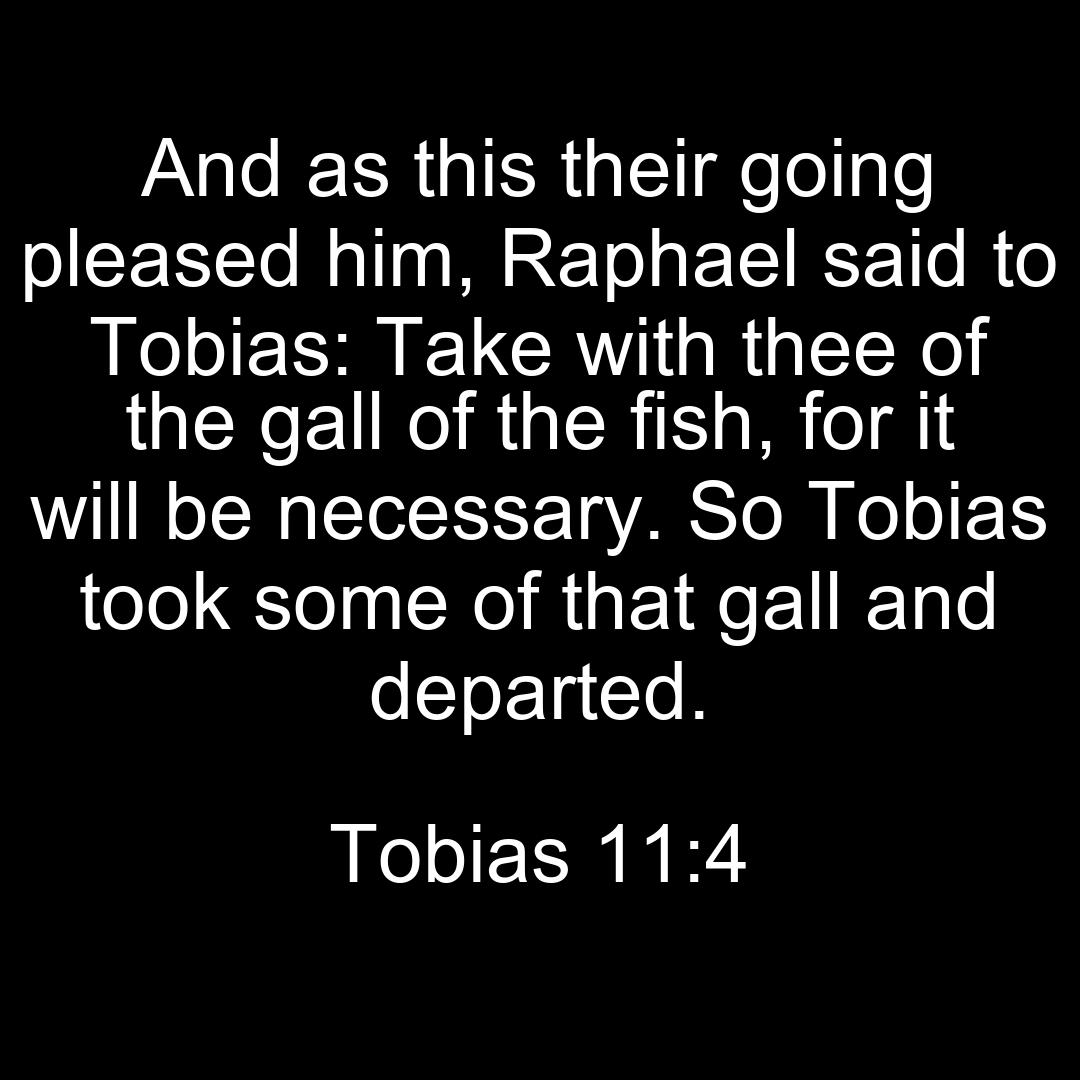 And as this their going
pleased him, Raphael said to
Tobias: Take with thee of
the gall of the fish, for it
will be necessary. So Tobias
took some of that gall and
departed.
Tobias 11:4